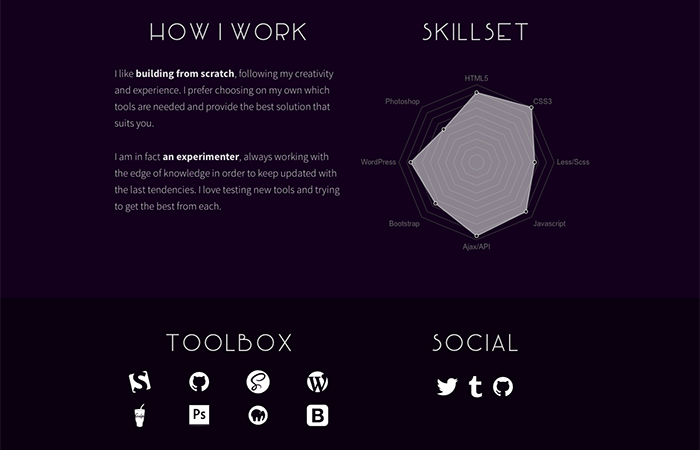 HOW I WORK
I like building from scratch, following my creativity
and experience. I prefer choosing on my own which
tools are needed and provide the best solution that
suits you.
I am in fact an experimenter, always working with
the edge of knowledge in order to keep updated with
the last tendencies. I love testing new tools and trying
to get the best from each.
SKILLSET
HTML5
Photoshop
CSS3
WordPress
Less/Scss
Bootstrap
Javascript
Ajax/API
TOOLBOX
Ps
B
SOCIAL